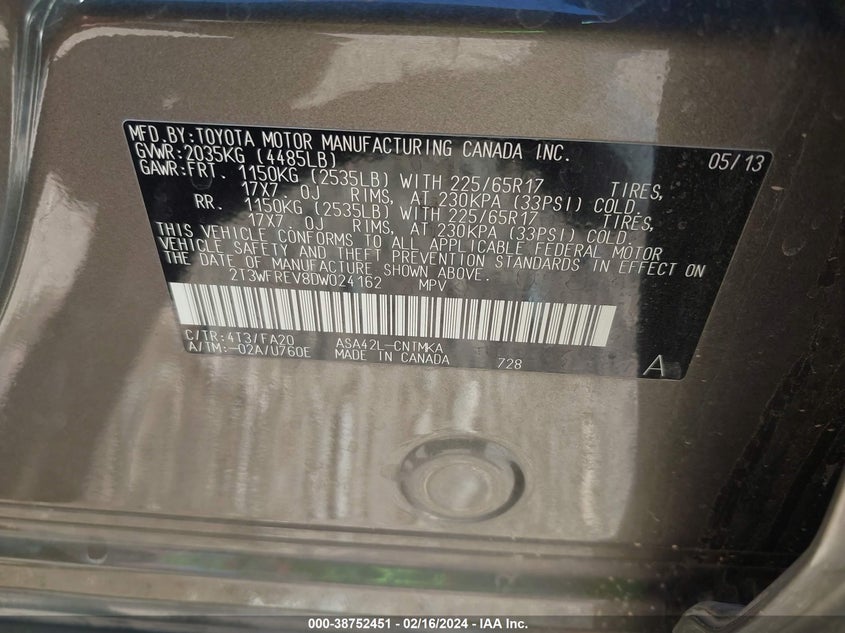 MFD.BY:TOYOTA MOTOR MANUFACTURING CANADA INC.
GVWR:2035KG (4485LB) 05/13
GAWR:FRT. 1150KG (2535LB) WITH 225/65R17 TIRES,
17X7 0J RIMS, AT 230KPA (33PSI) COLD.
RR. 1150KG (2535LB) WITH 225/65R17 TIRES,
17X7 0J RIMS, AT 230KPA (33PSI) COLD.
THIS VEHICLE CONFORMS TO ALL APPLICABLE FEDERAL MOTOR
VEHICLE SAFETY AND THEFT PREVENTION STANDARDS IN EFFECT ON
THE DATE OF MANUFACTURE SHOWN ABOVE.
2T3WFREV8DW024162 MPV
C/TR:4T3/FA20 ASA42L-CNTMKA
A/TM:-02A/U760E MADE IN CANADA 728 A
000-38752451 - 02/16/2024 - IAA Inc.